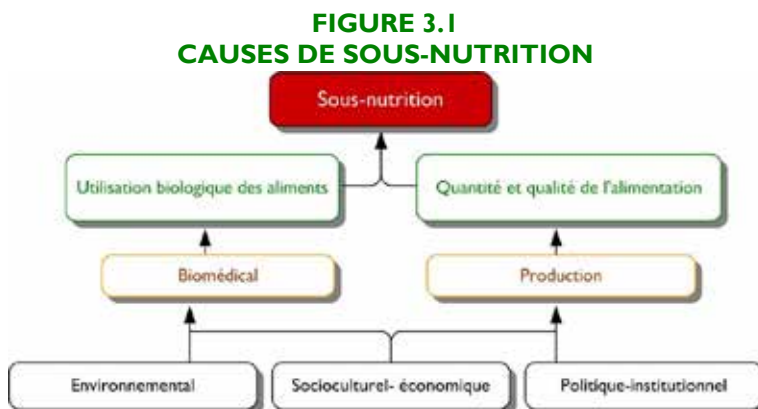 FIGURE 3.1
CAUSES DE SOUS-NUTRITION
Sous-nutrition
Utilisation biologique des aliments
Quantité et qualité de l'alimentation
Biomédical
Production
Environnemental
Socioculturel- économique
Politique-institutionnel